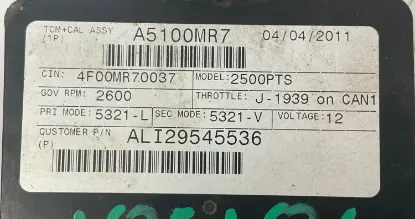 TCM+CAL ASSY A5100MR7 04/04/2011
(1P)
CIN: 4F00MR70037 MODEL: 2500PTS
GOV RPM: 2600 THROTTLE: J-1939 on CAN1
PRI MODE: 5321-L SEC MODE: 5321-V VOLTAGE: 12
CUSTOMER P/N ALI29545536
(P)